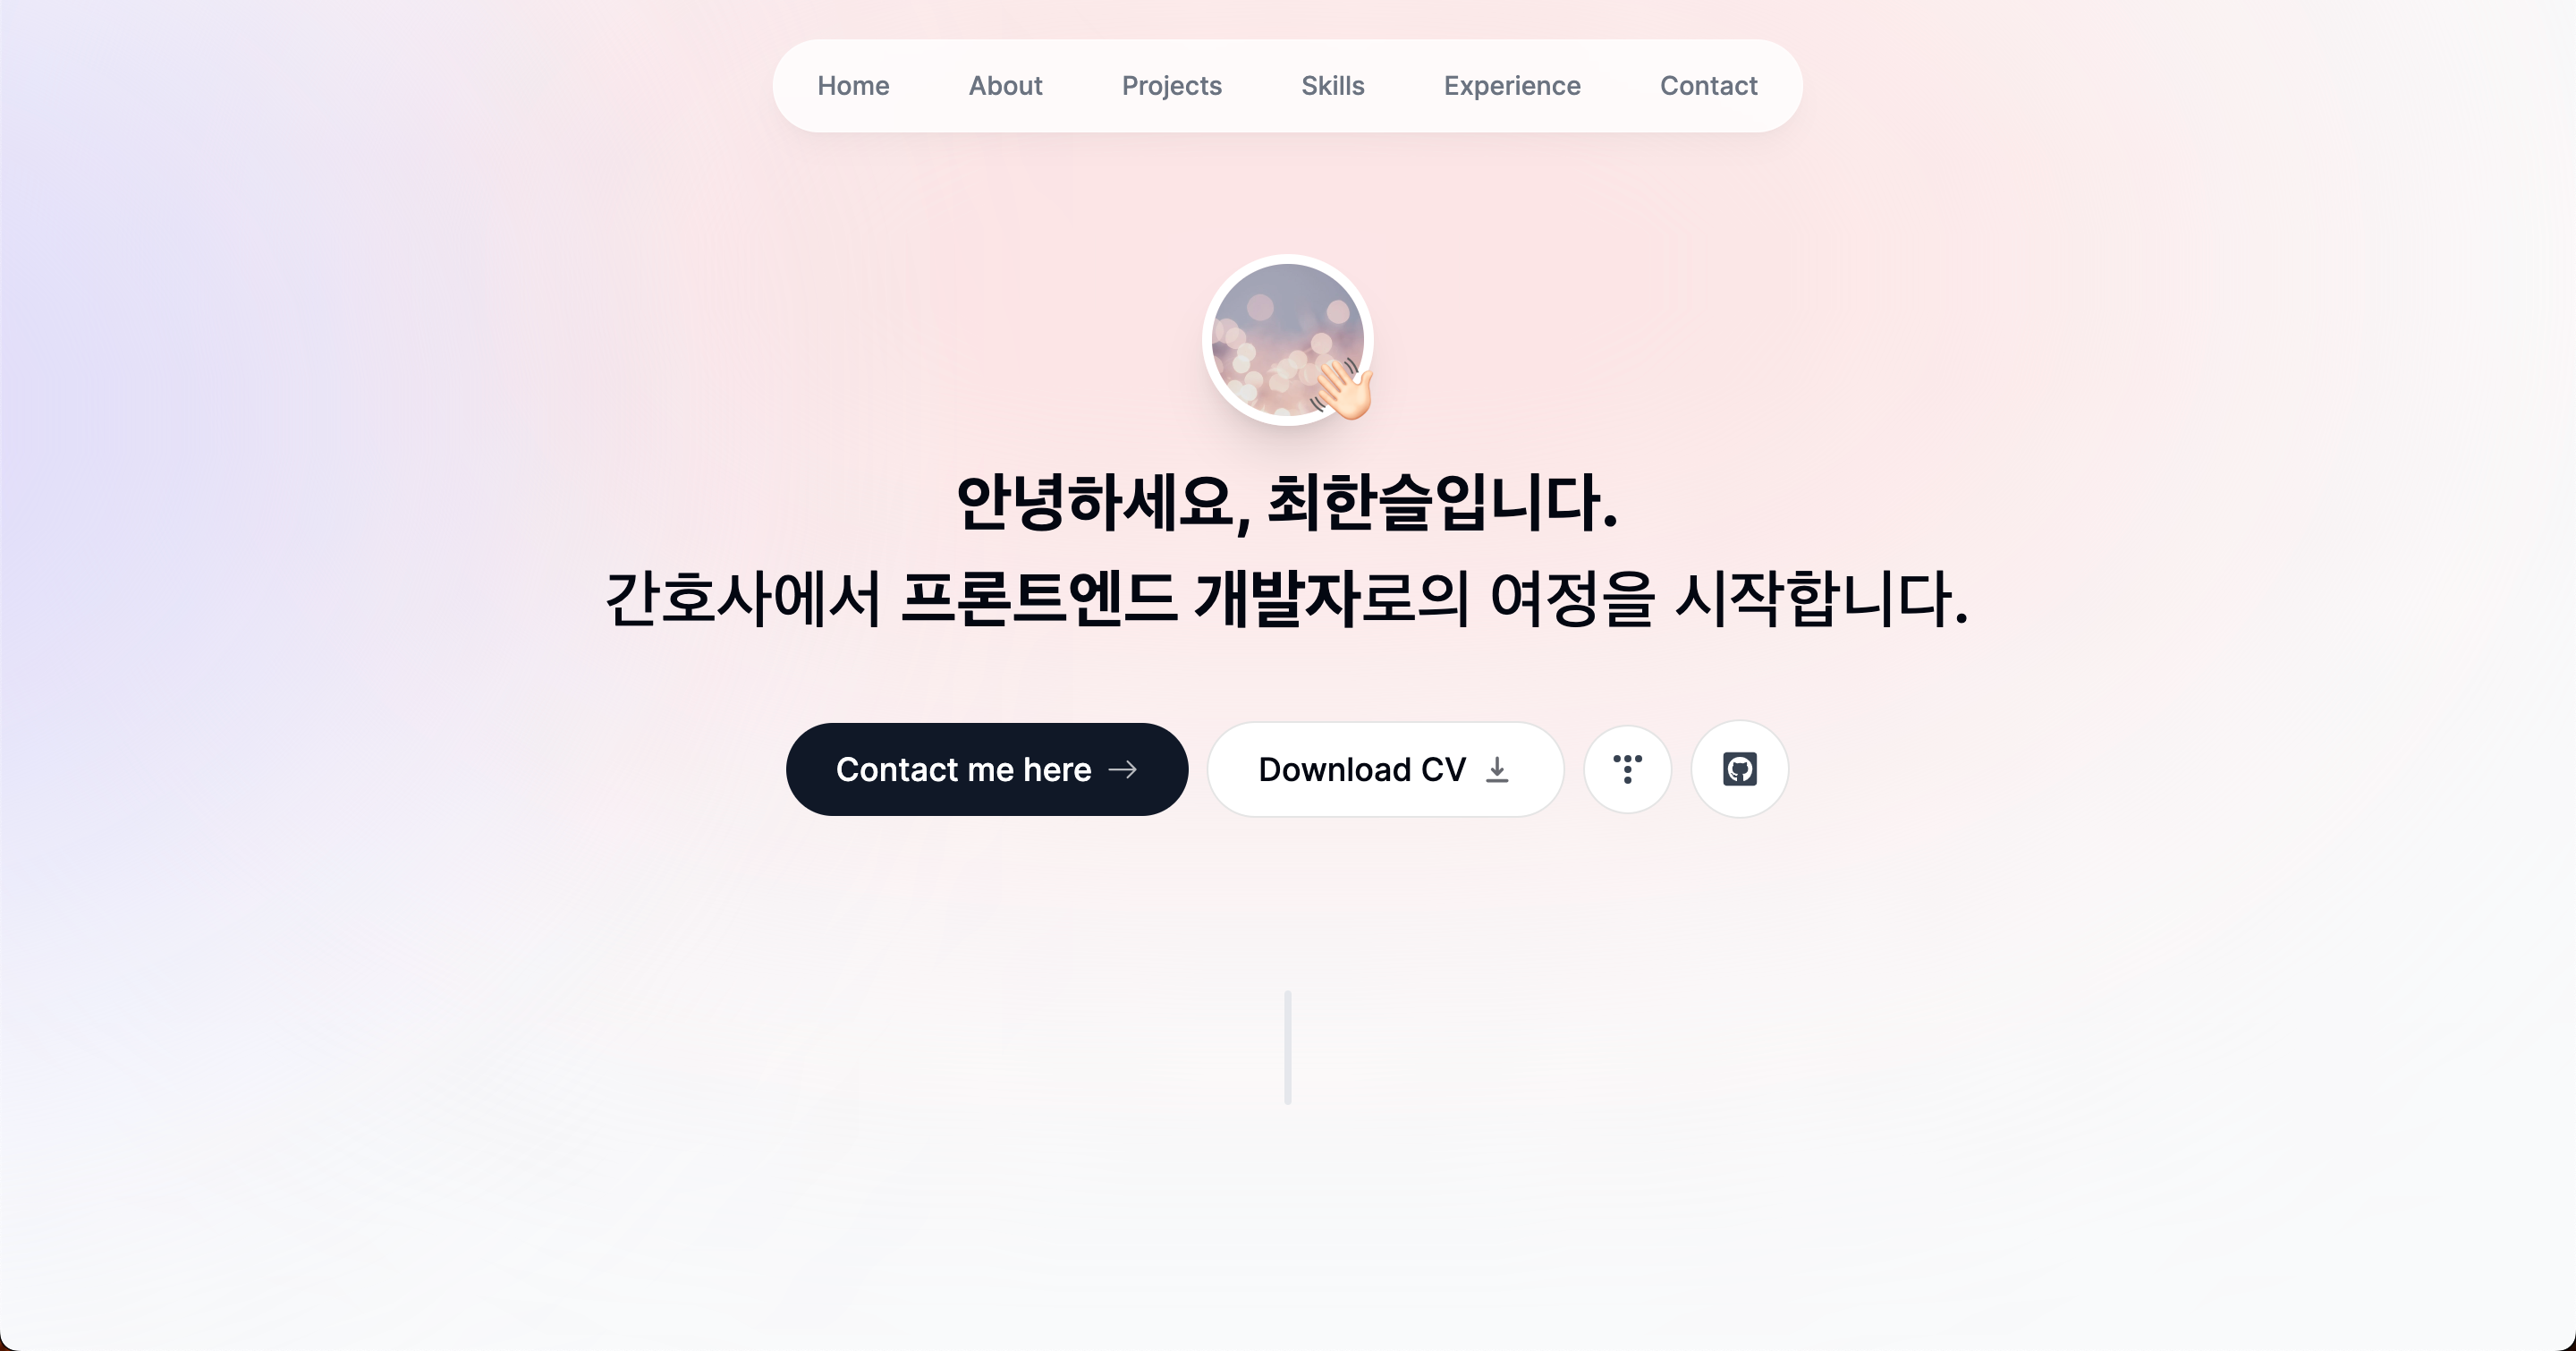 Home About Projects Skills Experience Contact
안녕하세요, 최한슬입니다.
간호사에서 프론트엔드 개발자로의 여정을 시작합니다.
Contact me here Download CV